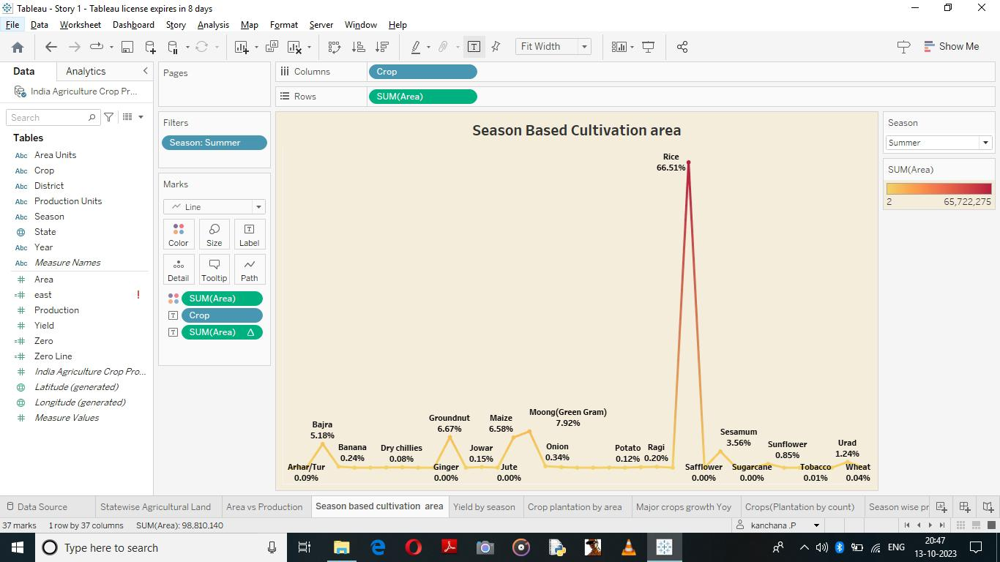 Tableau - Story 1 - Tableau license expires in 8 days
File Data Worksheet Dashboard Story Analysis Map Format Server Window Help
Fit Width
Show Me
Data Analytics
India Agriculture Crop Pr...
Search
Tables
Abc Area Units
Abc Crop
Abc District
Abc Production Units
Abc Season
State
Abc Year
Abc Measure Names
# Area
=# east !
# Production
# Yield
=# Zero
=# Zero Line
# India Agriculture Crop Pro...
Latitude (generated)
Longitude (generated)
# Measure Values
Pages
Filters
Season: Summer
Marks
Line
Color Size Label
Detail Tooltip Path
SUM(Area)
Crop
SUM(Area) Δ
Columns Crop
Rows SUM(Area)
Season Based Cultivation area
Rice
66.51%
Moong(Green Gram)
7.92%
Groundnut
6.67%
Maize
6.58%
Bajra
5.18%
Sesamum
3.56%
Banana
0.24%
Dry chillies
0.08%
Jowar
0.15%
Onion
0.34%
Potato
0.12%
Ragi
0.20%
Sunflower
0.85%
Urad
1.24%
Arhar/Tur
0.09%
Ginger
0.00%
Jute
0.00%
Safflower
0.00%
Sugarcane
0.00%
Tobacco
0.01%
Wheat
0.04%
Season
Summer
SUM(Area)
2 65,722,275
Data Source Statewise Agricultural Land Area vs Production Season based cultivation area Yield by season Crop plantation by area Major crops growth Yoy Crops(Plantation by count) Season wise pr
37 marks 1 row by 37 columns SUM(Area): 98,810,140
kanchana .P
Type here to search
ENG
20:47
13-10-2023